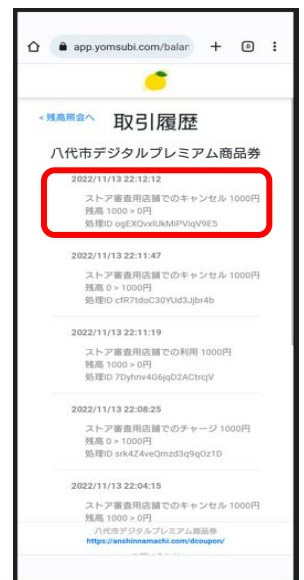 app.yomsubi.com/balar
<残高照会へ
取引履歴
八代市デジタルプレミアム商品券
2022/11/13 22:12:12
ストア審査用店舗でのキャンセル 1000円
残高 1000 > 0円
処理ID ogEXQvxlUkMiPViqV9E5
2022/11/13 22:11:47
ストア審査用店舗でのキャンセル 1000円
残高 0 > 1000円
処理ID cfR7tdoC30YUd3Jjbr4b
2022/11/13 22:11:19
ストア審査用店舗での利用 1000円
残高 1000 > 0円
処理ID 7Dyhnv4G6jqD2ACtrcjV
2022/11/13 22:08:25
ストア審査用店舗でのチャージ 1000円
残高 0 > 1000円
処理ID srk4Z4veQmzd3q9qOz1D
2022/11/13 22:04:15
ストア審査用店舗でのキャンセル 1000円
残高 1000 > 0円
八代市デジタルプレミアム商品券
https://anshinnamachi.com/dcoupon/